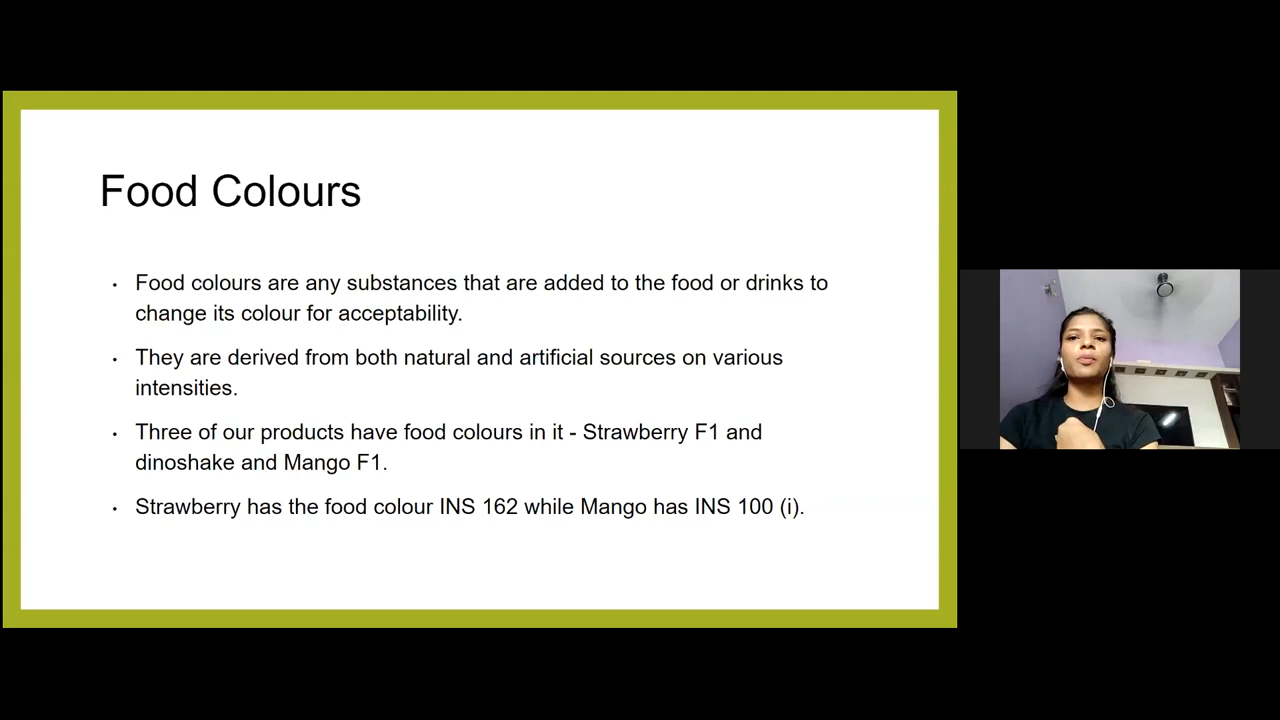 Food Colours
• Food colours are any substances that are added to the food or drinks to
change its colour for acceptability.
• They are derived from both natural and artificial sources on various
intensities.
• Three of our products have food colours in it - Strawberry F1 and
dinoshake and Mango F1.
• Strawberry has the food colour INS 162 while Mango has INS 100 (i).